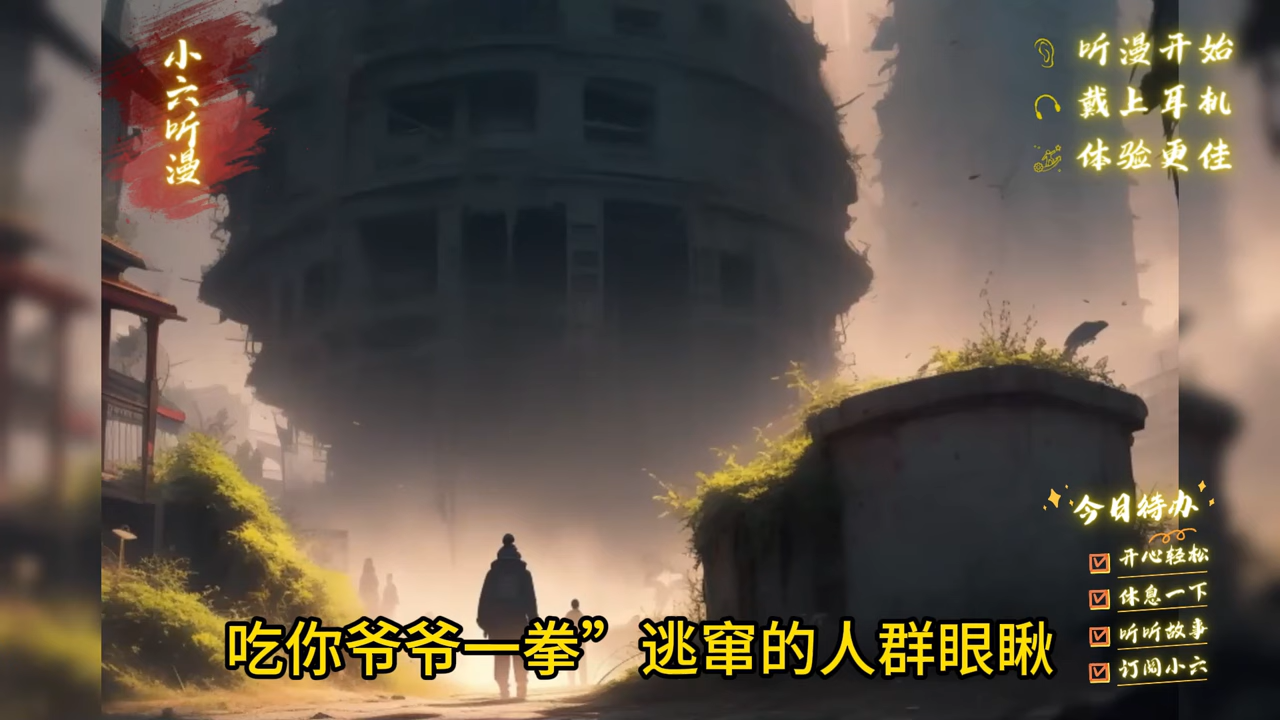 小六听漫
听漫开始
戴上耳机
体验更佳
今日待办
开心轻松
休息一下
听听故事
订阅小六
吃你爷爷一拳”逃窜的人群眼瞅